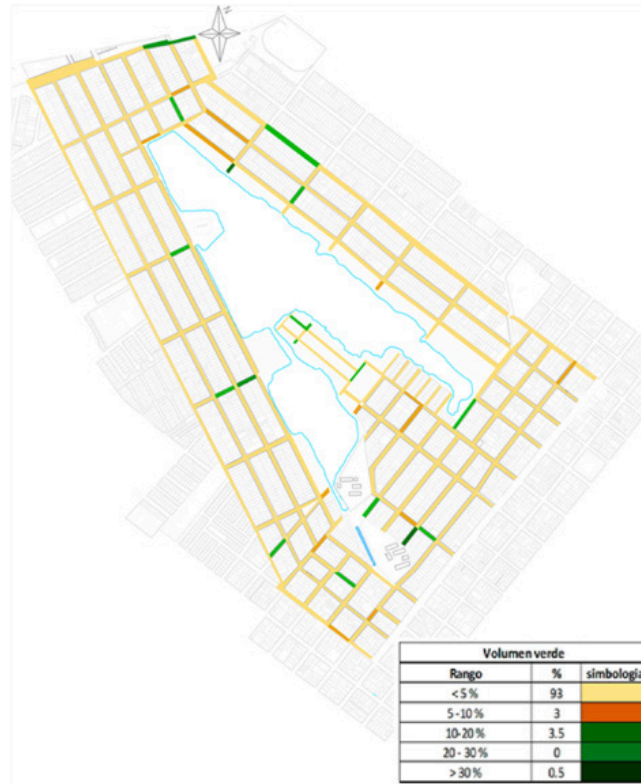 N
Volumen verde
Rango % simbologia
<5 % 93
5 -10 % 3
10-20 % 3.5
20 - 30 % 0
> 30 % 0.5